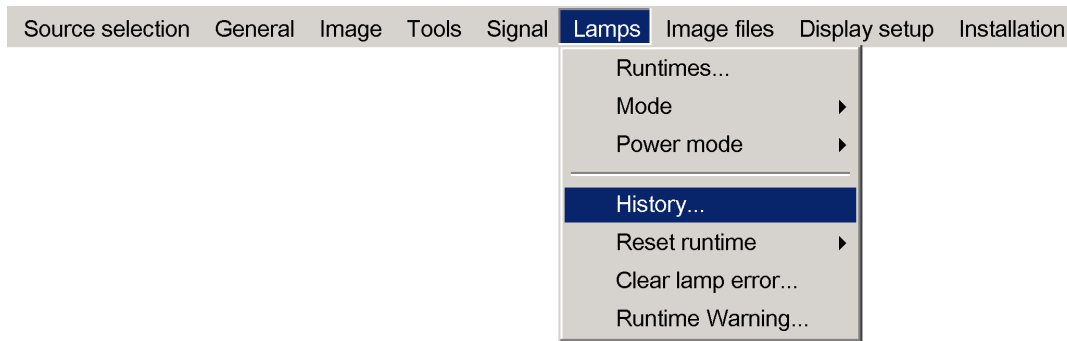 Source selection General Image Tools Signal Lamps Image files Display setup Installation
Runtimes...
Mode
Power mode
History...
Reset runtime
Clear lamp error...
Runtime Warning...